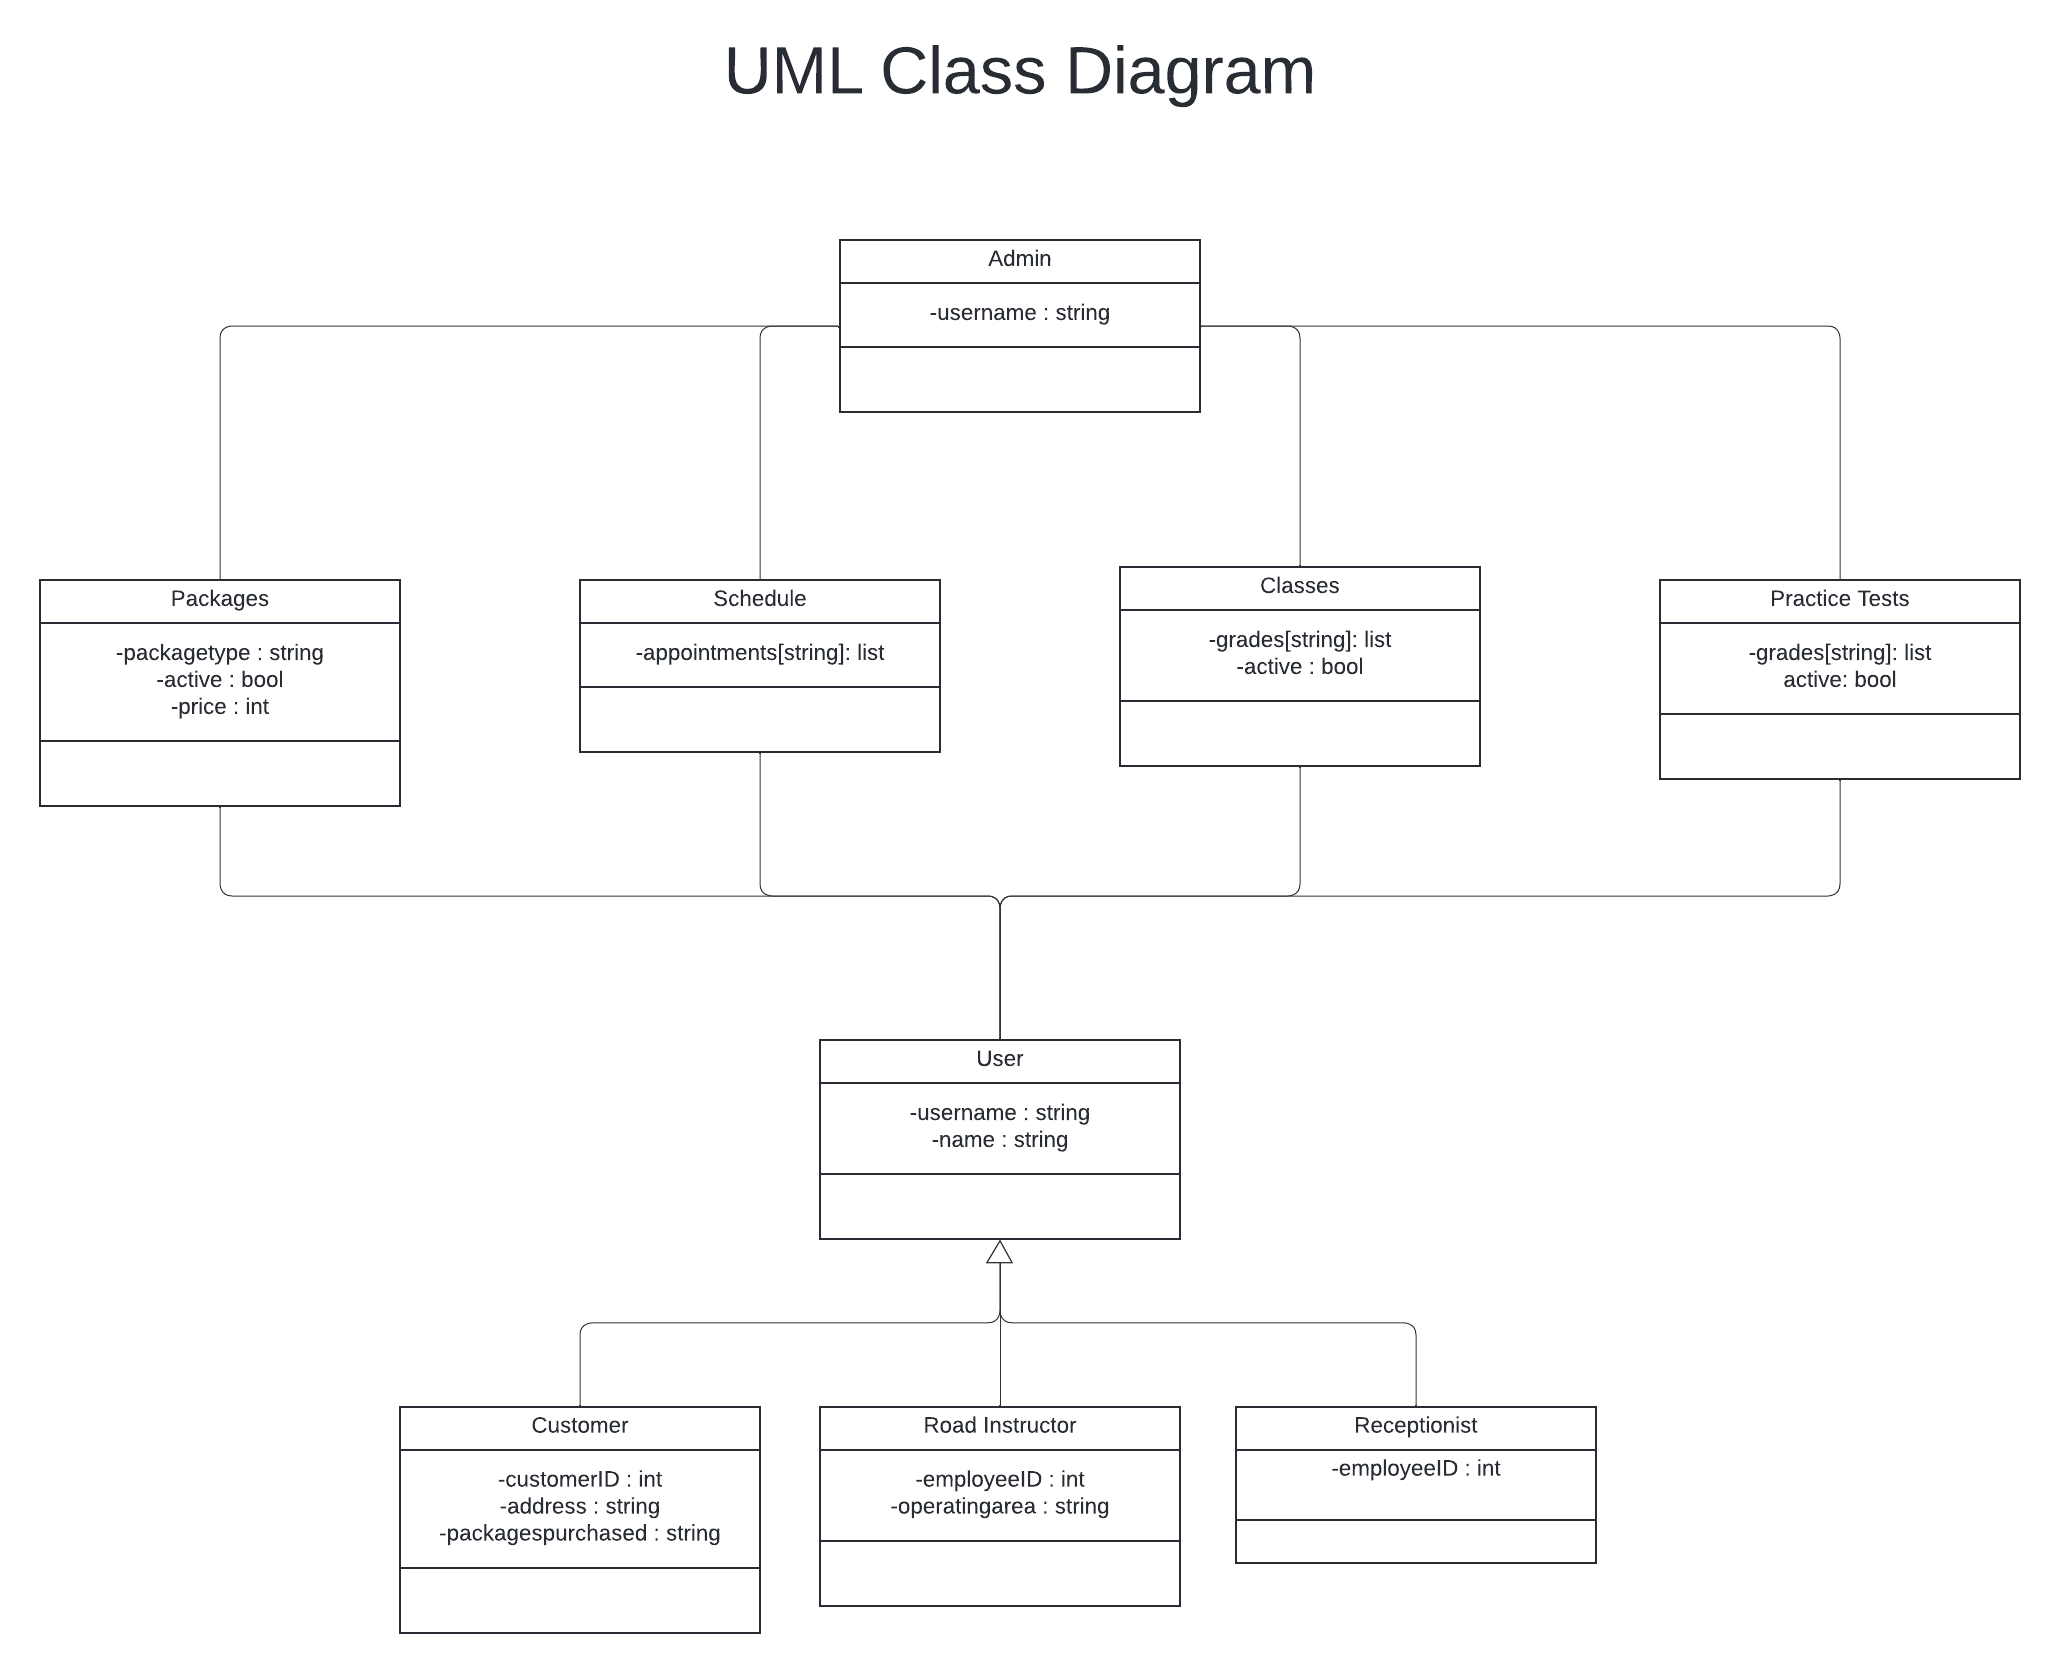 UML Class Diagram
Admin
-username : string
Packages
-packagetype : string
-active : bool
-price : int
Schedule
-appointments[string]: list
Classes
-grades[string]: list
-active : bool
Practice Tests
-grades[string]: list
active: bool
User
-username : string
-name : string
Customer
-customerID : int
-address : string
-packagespurchased : string
Road Instructor
-employeeID : int
-operatingarea : string
Receptionist
-employeeID : int